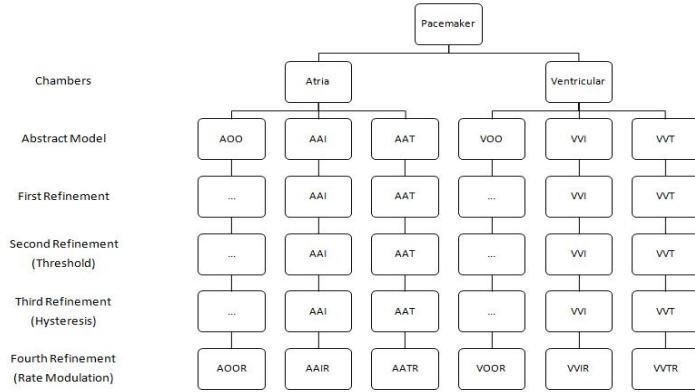 Pacemaker
Chambers
Atria
Ventricular
Abstract Model
AOO
AAI
AAT
VOO
VVI
VVT
First Refinement
...
AAI
AAT
...
VVI
VVT
Second Refinement
(Threshold)
...
AAI
AAT
...
VVI
VVT
Third Refinement
(Hysteresis)
...
AAI
AAT
...
VVI
VVT
Fourth Refinement
(Rate Modulation)
AOOR
AAIR
AATR
VOOR
VVIR
VVTR